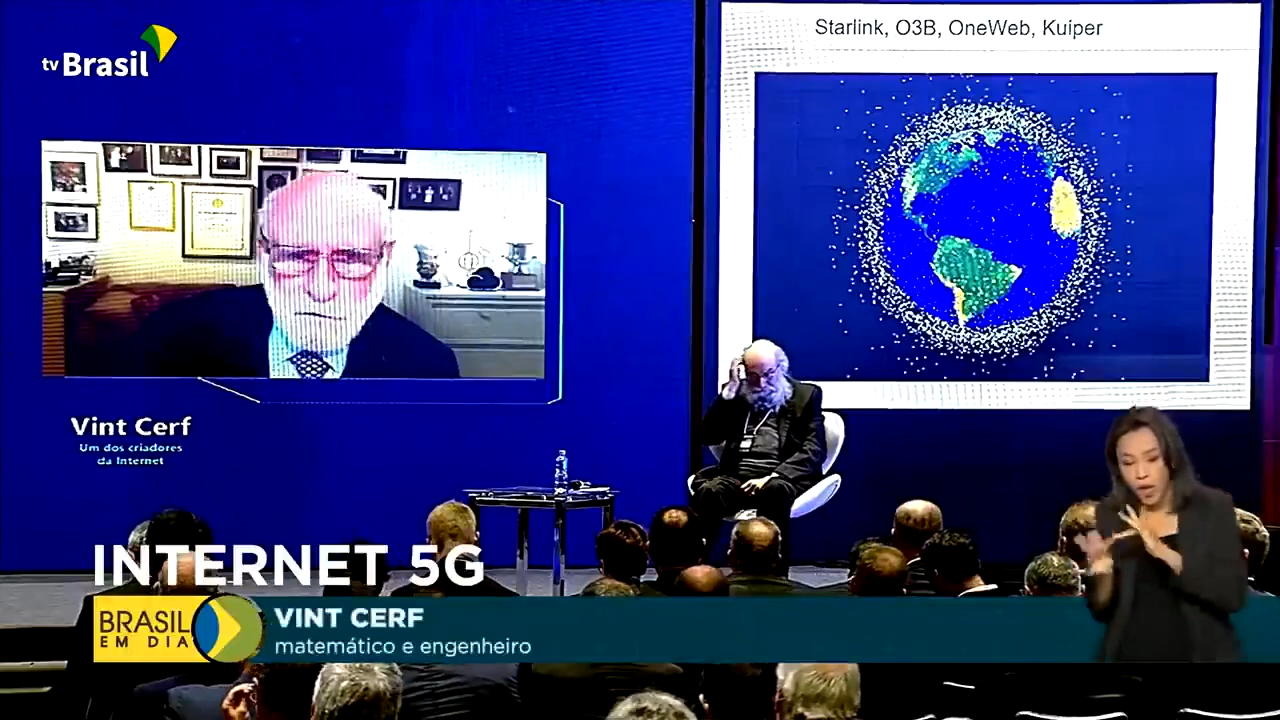 tv Brasil
Starlink, O3B, OneWeb, Kuiper
Vint Cerf
Um dos criadores
da Internet
INTERNET 5G
BRASIL
EM DIA
VINT CERF
matemático e engenheiro